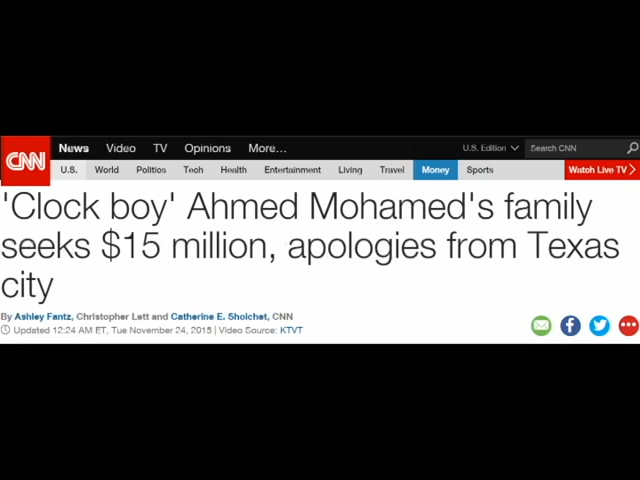 CNN News Video TV Opinions More... U.S. Edition Search CNN
U.S. World Politics Tech Health Entertainment Living Travel Money Sports Watch Live TV
'Clock boy' Ahmed Mohamed's family
seeks $15 million, apologies from Texas
city
By Ashley Fantz, Christopher Lett and Catherine E. Shoichet, CNN
Updated 12:24 AM ET, Tue November 24, 2015 | Video Source: KTVT